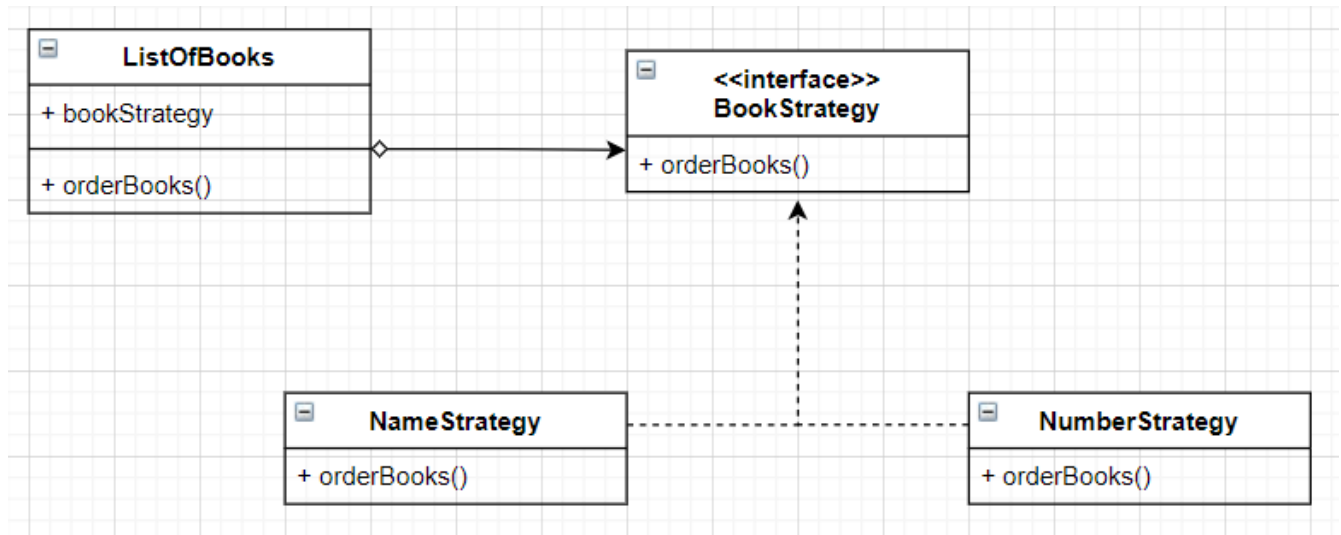 ListOfBooks
+ bookStrategy
+ orderBooks()
<<interface>>
BookStrategy
+ orderBooks()
NameStrategy
+ orderBooks()
NumberStrategy
+ orderBooks()